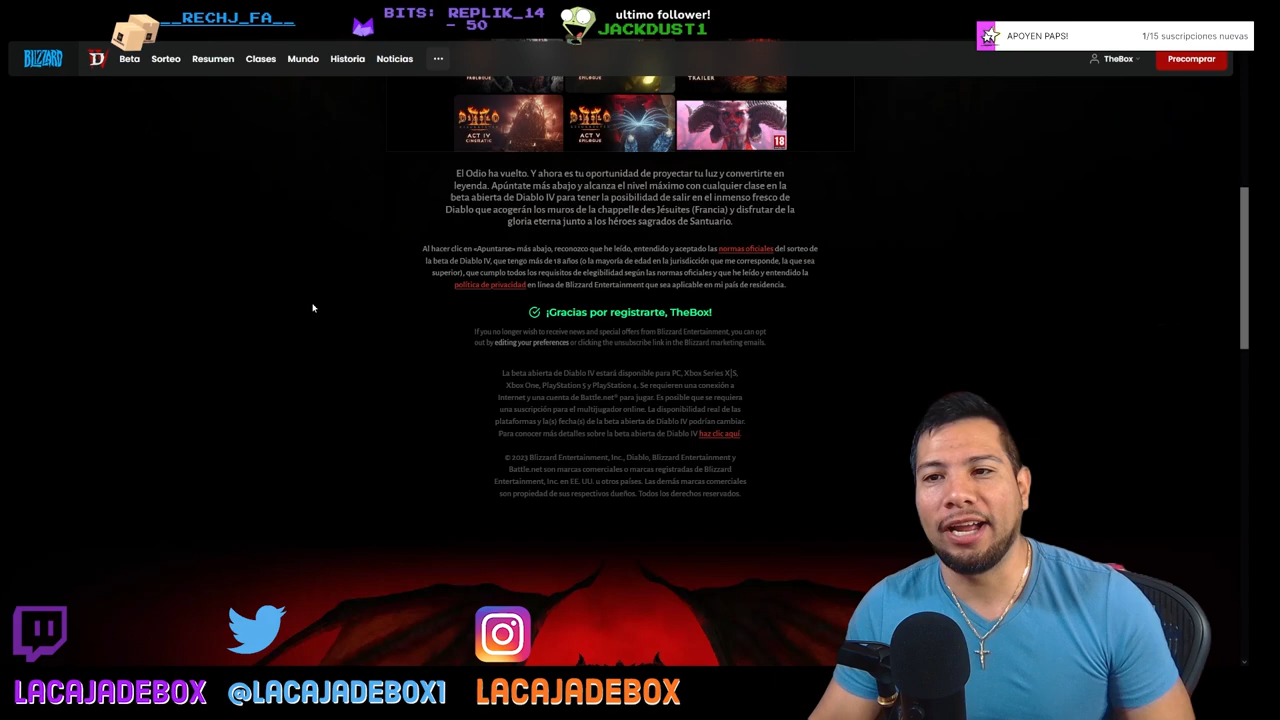 __RECHJ_FA__
BITS: REPLIK_14
- 50
ultimo follower!
JACKDUST1
APOYEN PAPS!
1/15 suscripciones nuevas
BLIZZARD
Beta Sorteo Resumen Clases Mundo Historia Noticias ...
TheBox
Precomprar
TRAILER
DIABLO
ACT IV
CINEMATIC
DIABLO
ACT V
EPILOGUE
18
El Odio ha vuelto. Y ahora es tu oportunidad de proyectar tu luz y convertirte en
leyenda. Apúntate más abajo y alcanza el nivel máximo con cualquier clase en la
beta abierta de Diablo IV para tener la posibilidad de salir en el inmenso fresco de
Diablo que acogerán los muros de la chappelle des Jésuites (Francia) y disfrutar de la
gloria eterna junto a los héroes sagrados de Santuario.
Al hacer clic en «Apuntarse» más abajo, reconozco que he leído, entendido y aceptado las normas oficiales del sorteo de
la beta de Diablo IV, que tengo más de 18 años (o la mayoría de edad en la jurisdicción que me corresponde, la que sea
superior), que cumplo todos los requisitos de elegibilidad según las normas oficiales y que he leído y entendido la
política de privacidad en línea de Blizzard Entertainment que sea aplicable en mi país de residencia.
¡Gracias por registrarte, TheBox!
If you no longer wish to receive news and special offers from Blizzard Entertainment, you can opt
out by editing your preferences or clicking the unsubscribe link in the Blizzard marketing emails.
La beta abierta de Diablo IV estará disponible para PC, Xbox Series X|S,
Xbox One, PlayStation 5 y PlayStation 4. Se requieren una conexión a
Internet y una cuenta de Battle.net® para jugar. Es posible que se requiera
una suscripción para el multijugador online. La disponibilidad real de las
plataformas y la(s) fecha(s) de la beta abierta de Diablo IV podrían cambiar.
Para conocer más detalles sobre la beta abierta de Diablo IV haz clic aquí.
© 2023 Blizzard Entertainment, Inc., Diablo, Blizzard Entertainment y
Battle.net son marcas comerciales o marcas registradas de Blizzard
Entertainment, Inc. en EE. UU. u otros países. Las demás marcas comerciales
son propiedad de sus respectivos dueños. Todos los derechos reservados.
LACAJADEBOX
@LACAJADEBOX1
LACAJADEBOX